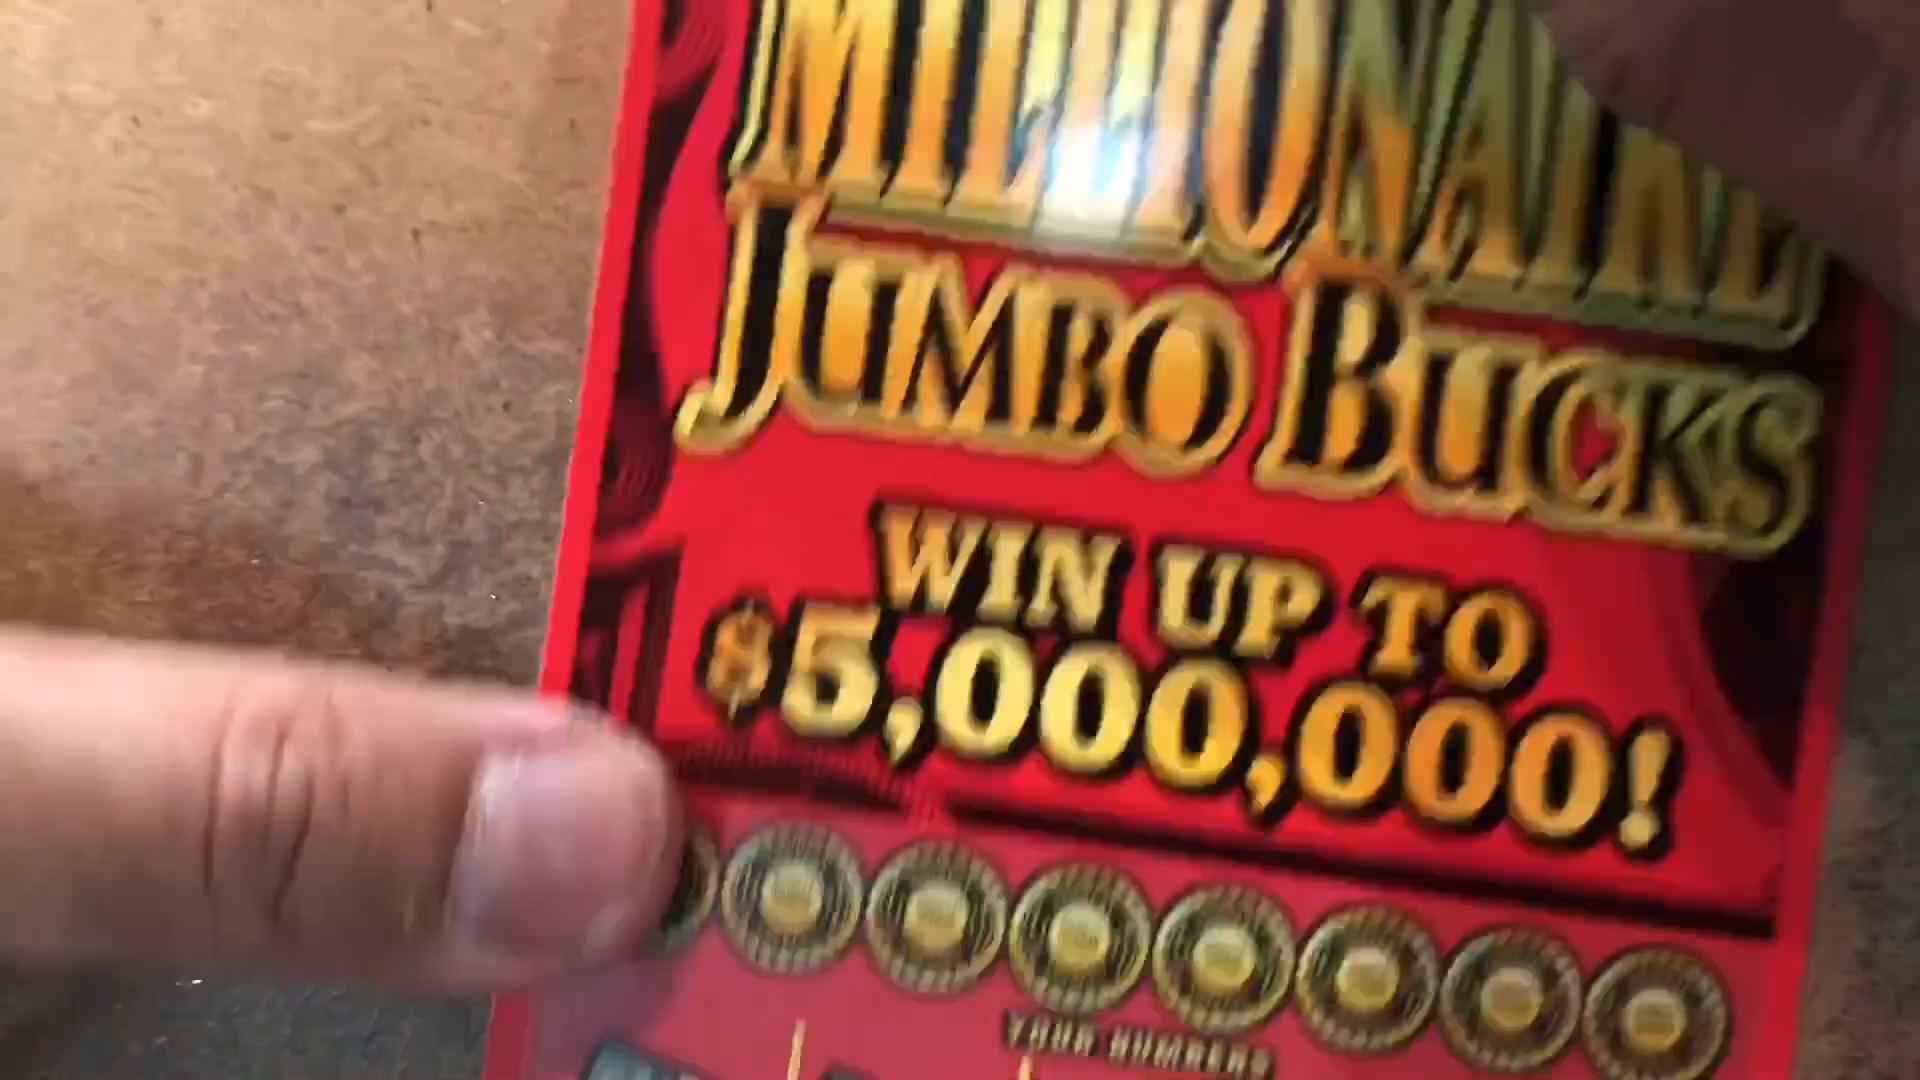 MILLIONAIRE
JUMBO BUCKS
WIN UP TO
$5,000,000!
YOUR NUMBERS